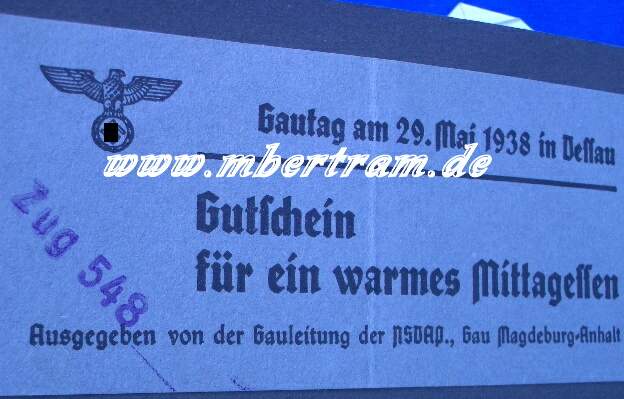 Gautag am 29. Mai 1938 in Dessau
www.mbertram.de
Gutschein
für ein warmes Mittagessen
Zug 548
Ausgegeben von der Gauleitung der NSDAP., Gau Magdeburg-Anhalt